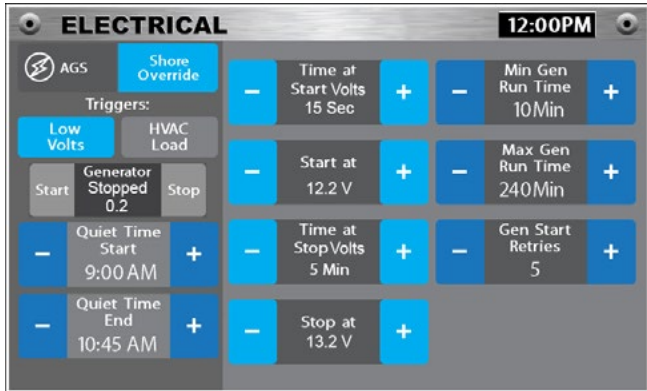 ELECTRICAL
12:00PM
AGS
Shore
Override
Triggers:
Low
Volts
HVAC
Load
Start
Generator
Stopped
0.2
Stop
−
Quiet Time
Start
9:00 AM
+
−
Quiet Time
End
10:45 AM
+
−
Time at
Start Volts
15 Sec
+
−
Start at
12.2 V
+
−
Time at
Stop Volts
5 Min
+
−
Stop at
13.2 V
+
−
Min Gen
Run Time
10Min
+
−
Max Gen
Run Time
240Min
+
−
Gen Start
Retries
5
+